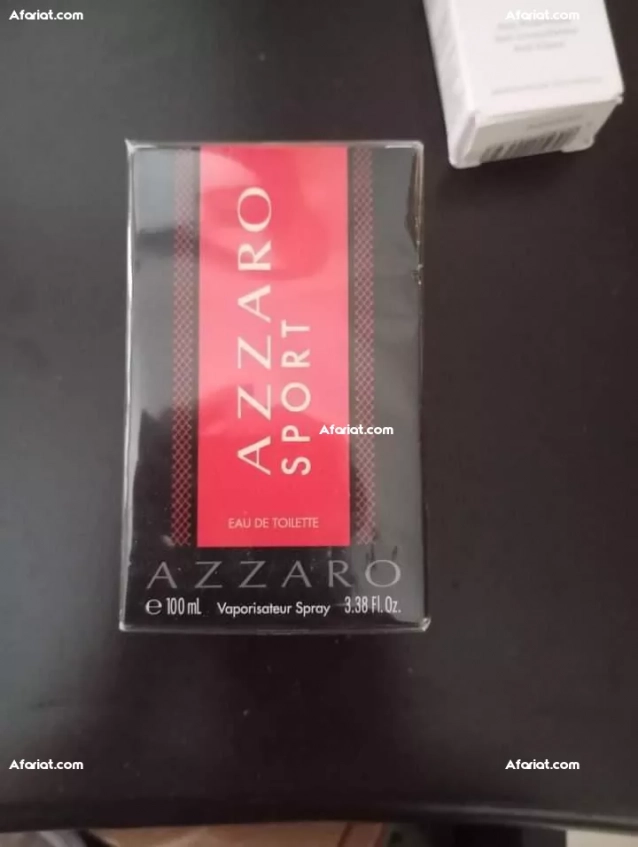 Afariat.com
Afariat.com
AZZARO
SPORT
Afariat.com
EAU DE TOILETTE
AZZARO
e 100 mL Vaporisateur Spray 3.38 Fl. Oz.
Afariat.com
Afariat.com